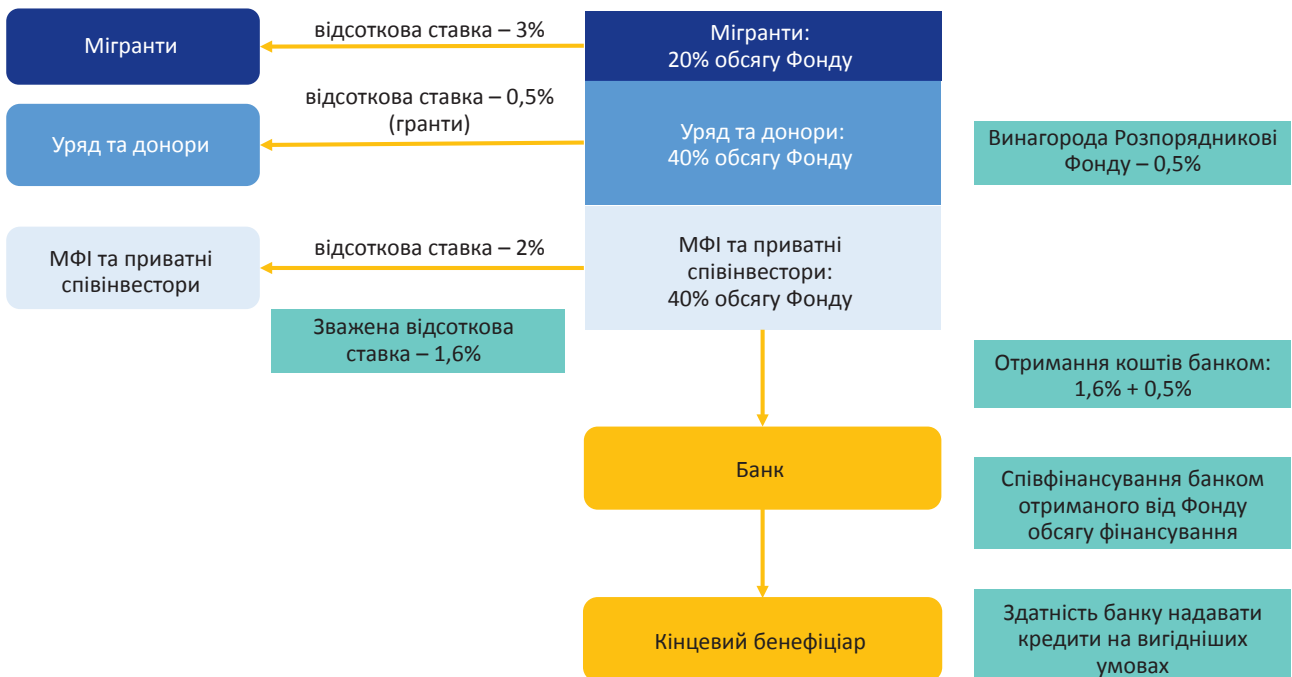 Мігранти
відсоткова ставка – 3%
Мігранти:
20% обсягу Фонду
відсоткова ставка – 0,5%
(гранти)
Уряд та донори
Уряд та донори:
40% обсягу Фонду
Винагорода Розпорядникові
Фонду – 0,5%
МФІ та приватні
співінвестори
відсоткова ставка – 2%
МФІ та приватні
співінвестори:
40% обсягу Фонду
Зважена відсоткова
ставка – 1,6%
Отримання коштів банком:
1,6% + 0,5%
Банк
Співфінансування банком
отриманого від Фонду
обсягу фінансування
Кінцевий бенефіціар
Здатність банку надавати
кредити на вигідніших
умовах